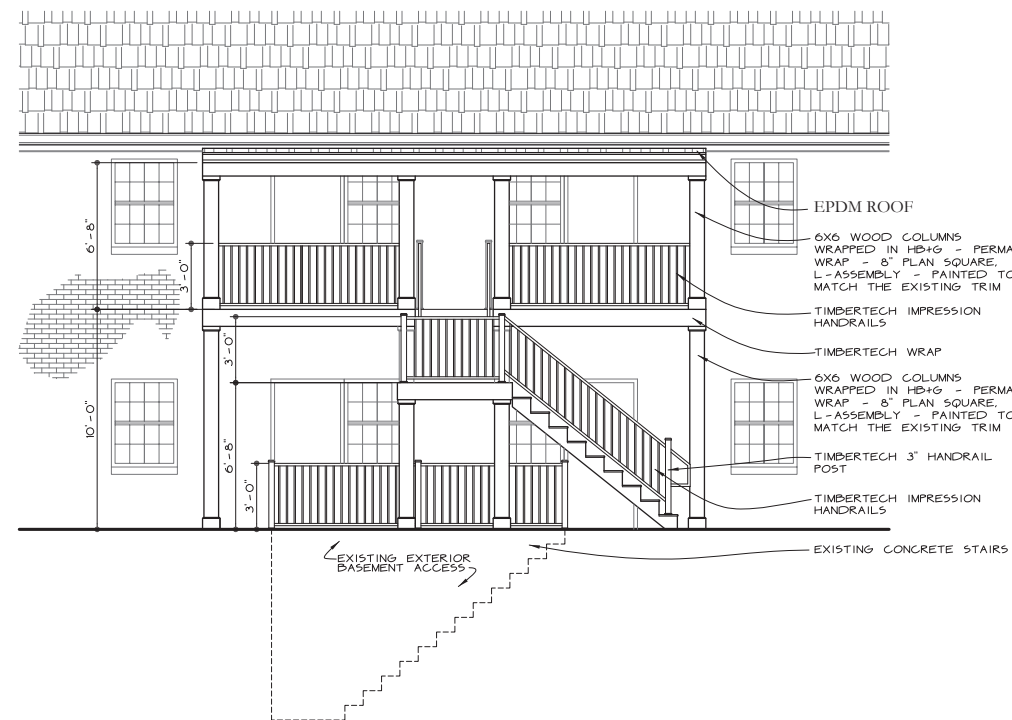 EPDM ROOF
6X6 WOOD COLUMNS
WRAPPED IN HB+G - PERMA
WRAP - 8" PLAN SQUARE,
L-ASSEMBLY - PAINTED TO
MATCH THE EXISTING TRIM
TIMBERTECH IMPRESSION
HANDRAILS
TIMBERTECH WRAP
6X6 WOOD COLUMNS
WRAPPED IN HB+G - PERMA
WRAP - 8" PLAN SQUARE,
L-ASSEMBLY - PAINTED TO
MATCH THE EXISTING TRIM
TIMBERTECH 3" HANDRAIL
POST
TIMBERTECH IMPRESSION
HANDRAILS
EXISTING CONCRETE STAIRS
EXISTING EXTERIOR
BASEMENT ACCESS
6'-8"
3'-0"
3'-0"
10'-0"
6'-8"
3'-0"